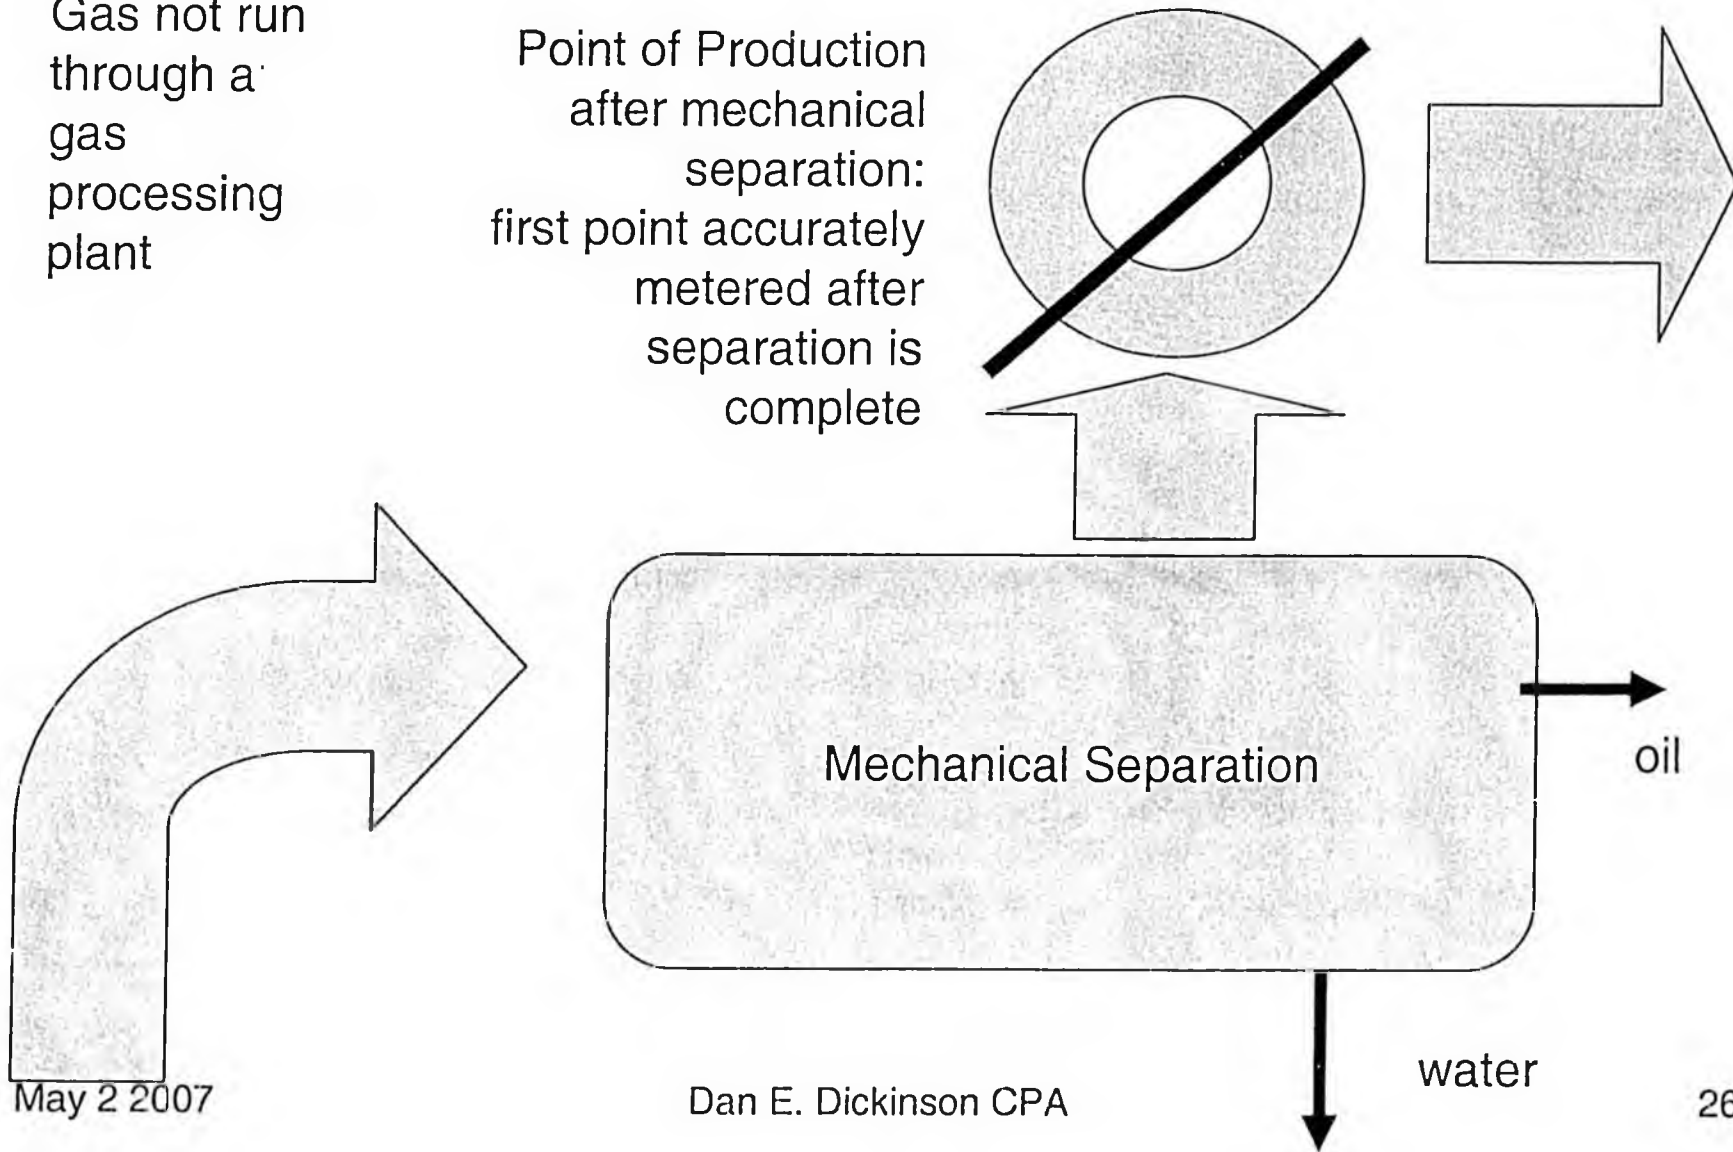 Gas not run
through a
gas
processing
plant
Point of Production
after mechanical
separation:
first point accurately
metered after
separation is
complete
Mechanical Separation
oil
water
May 2 2007
Dan E. Dickinson CPA
26